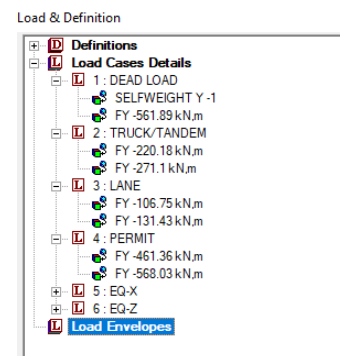 Load & Definition
D Definitions
L Load Cases Details
L 1 : DEAD LOAD
SELFWEIGHT Y -1
FY -561.89 kN,m
L 2 : TRUCK/TANDEM
FY -220.18 kN,m
FY -271.1 kN,m
L 3 : LANE
FY -106.75 kN,m
FY -131.43 kN,m
L 4 : PERMIT
FY -461.36 kN,m
FY -568.03 kN,m
L 5 : EQ-X
L 6 : EQ-Z
L Load Envelopes